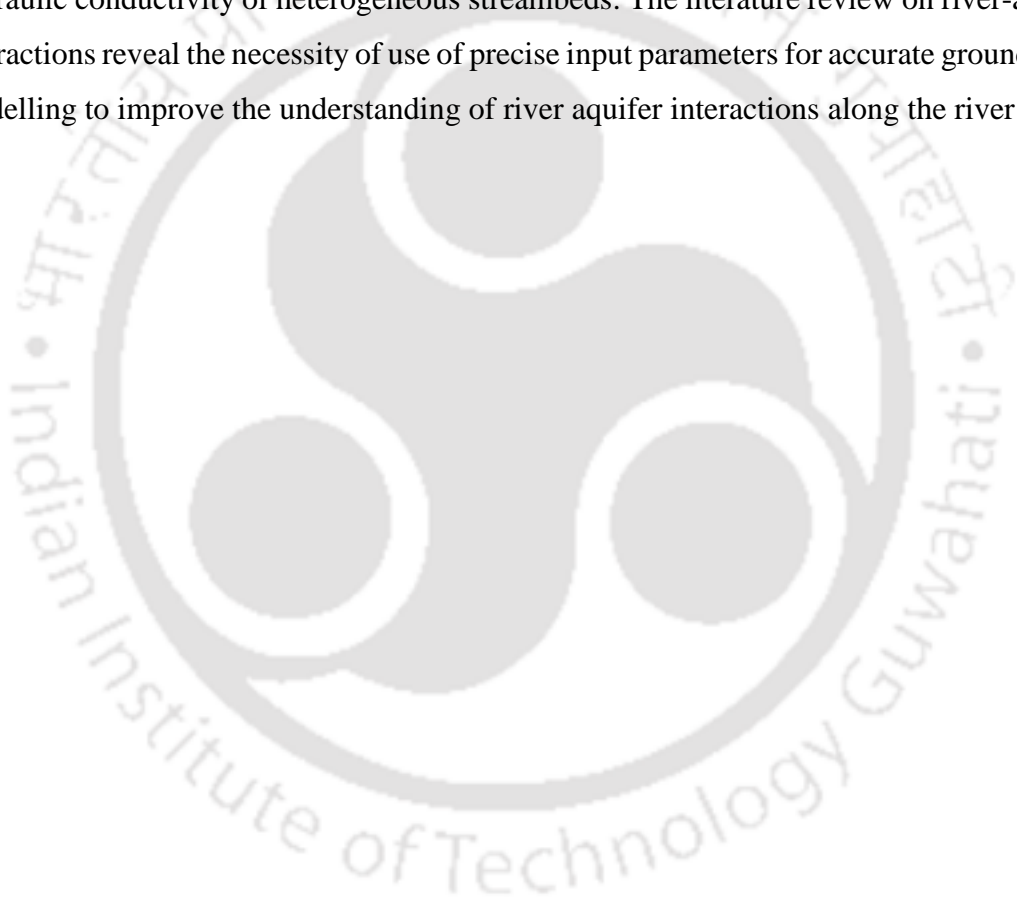 raulic conductivity of heterogeneous streambeds. The literature review on river-a
ractions reveal the necessity of use of precise input parameters for accurate groun
delling to improve the understanding of river aquifer interactions along the river
• Indian Institute of Technology Guwahati •